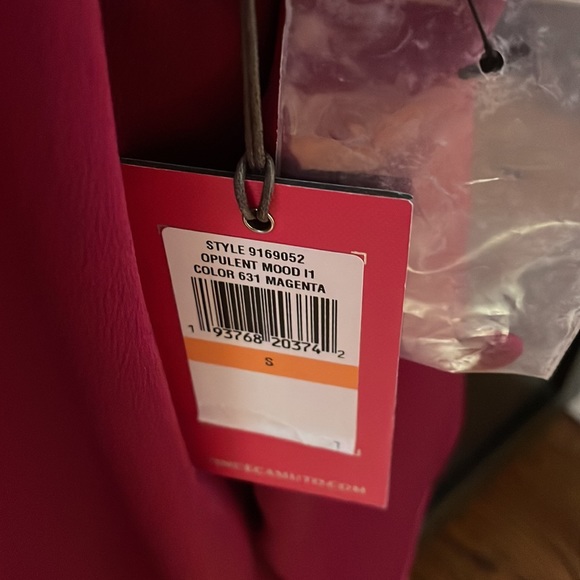 STYLE 9169052
OPULENT MOOD I1
COLOR 631 MAGENTA
1 93768 20374 2
S